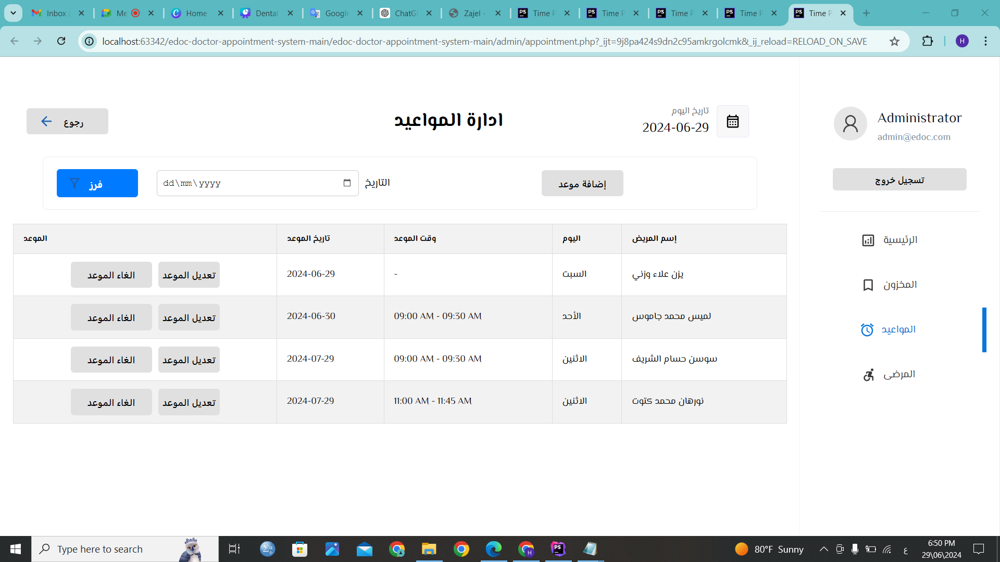 Inbox
Me
Home
Dental
Google
ChatG
Zajel -
Time P
Time P
Time P
Time P
Time P
localhost:63342/edoc-doctor-appointment-system-main/edoc-doctor-appointment-system-main/admin/appointment.php?_ijt=9j8pa424s9dn2c95amkrgolcmk&_ij_reload=RELOAD_ON_SAVE
H
Administrator
admin@edoc.com
تسجيل خروج
الرئيسية
المخزون
المواعيد
المرضى
تاريخ اليوم
2024-06-29
ادارة المواعيد
رجوع
إضافة موعد
التاريخ
dd\mm\yyyy
فرز
إسم المريض اليوم وقت الموعد تاريخ الموعد الموعد
يزن علاء وزني السبت - 2024-06-29 تعديل الموعد الغاء الموعد
لميس محمد جاموس الأحد 09:00 AM - 09:30 AM 2024-06-30 تعديل الموعد الغاء الموعد
سوسن حسام الشريف الاثنين 09:00 AM - 09:30 AM 2024-07-29 تعديل الموعد الغاء الموعد
نورهان محمد كتوت الاثنين 11:00 AM - 11:45 AM 2024-07-29 تعديل الموعد الغاء الموعد
Type here to search
80°F Sunny
ع
6:50 PM
29\06\2024